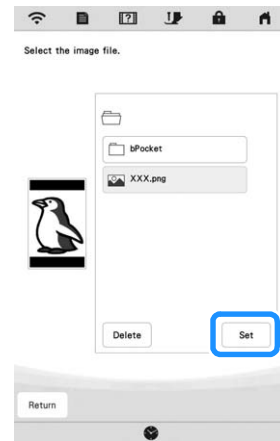 Select the image file.
bPocket
XXX.png
Delete
Set
Return